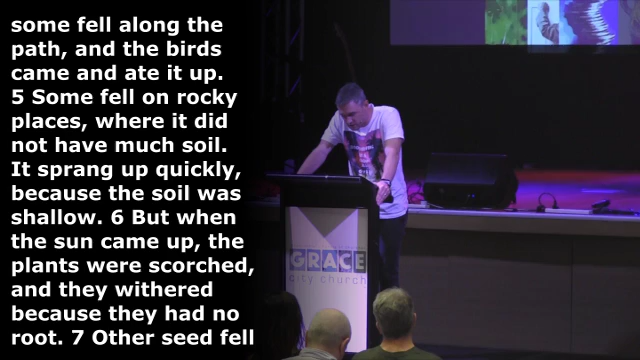 some fell along the
path, and the birds
came and ate it up.
5 Some fell on rocky
places, where it did
not have much soil.
It sprang up quickly,
because the soil was
shallow. 6 But when
the sun came up, the
plants were scorched,
and they withered
because they had no
root. 7 Other seed fell
GRACE
city church